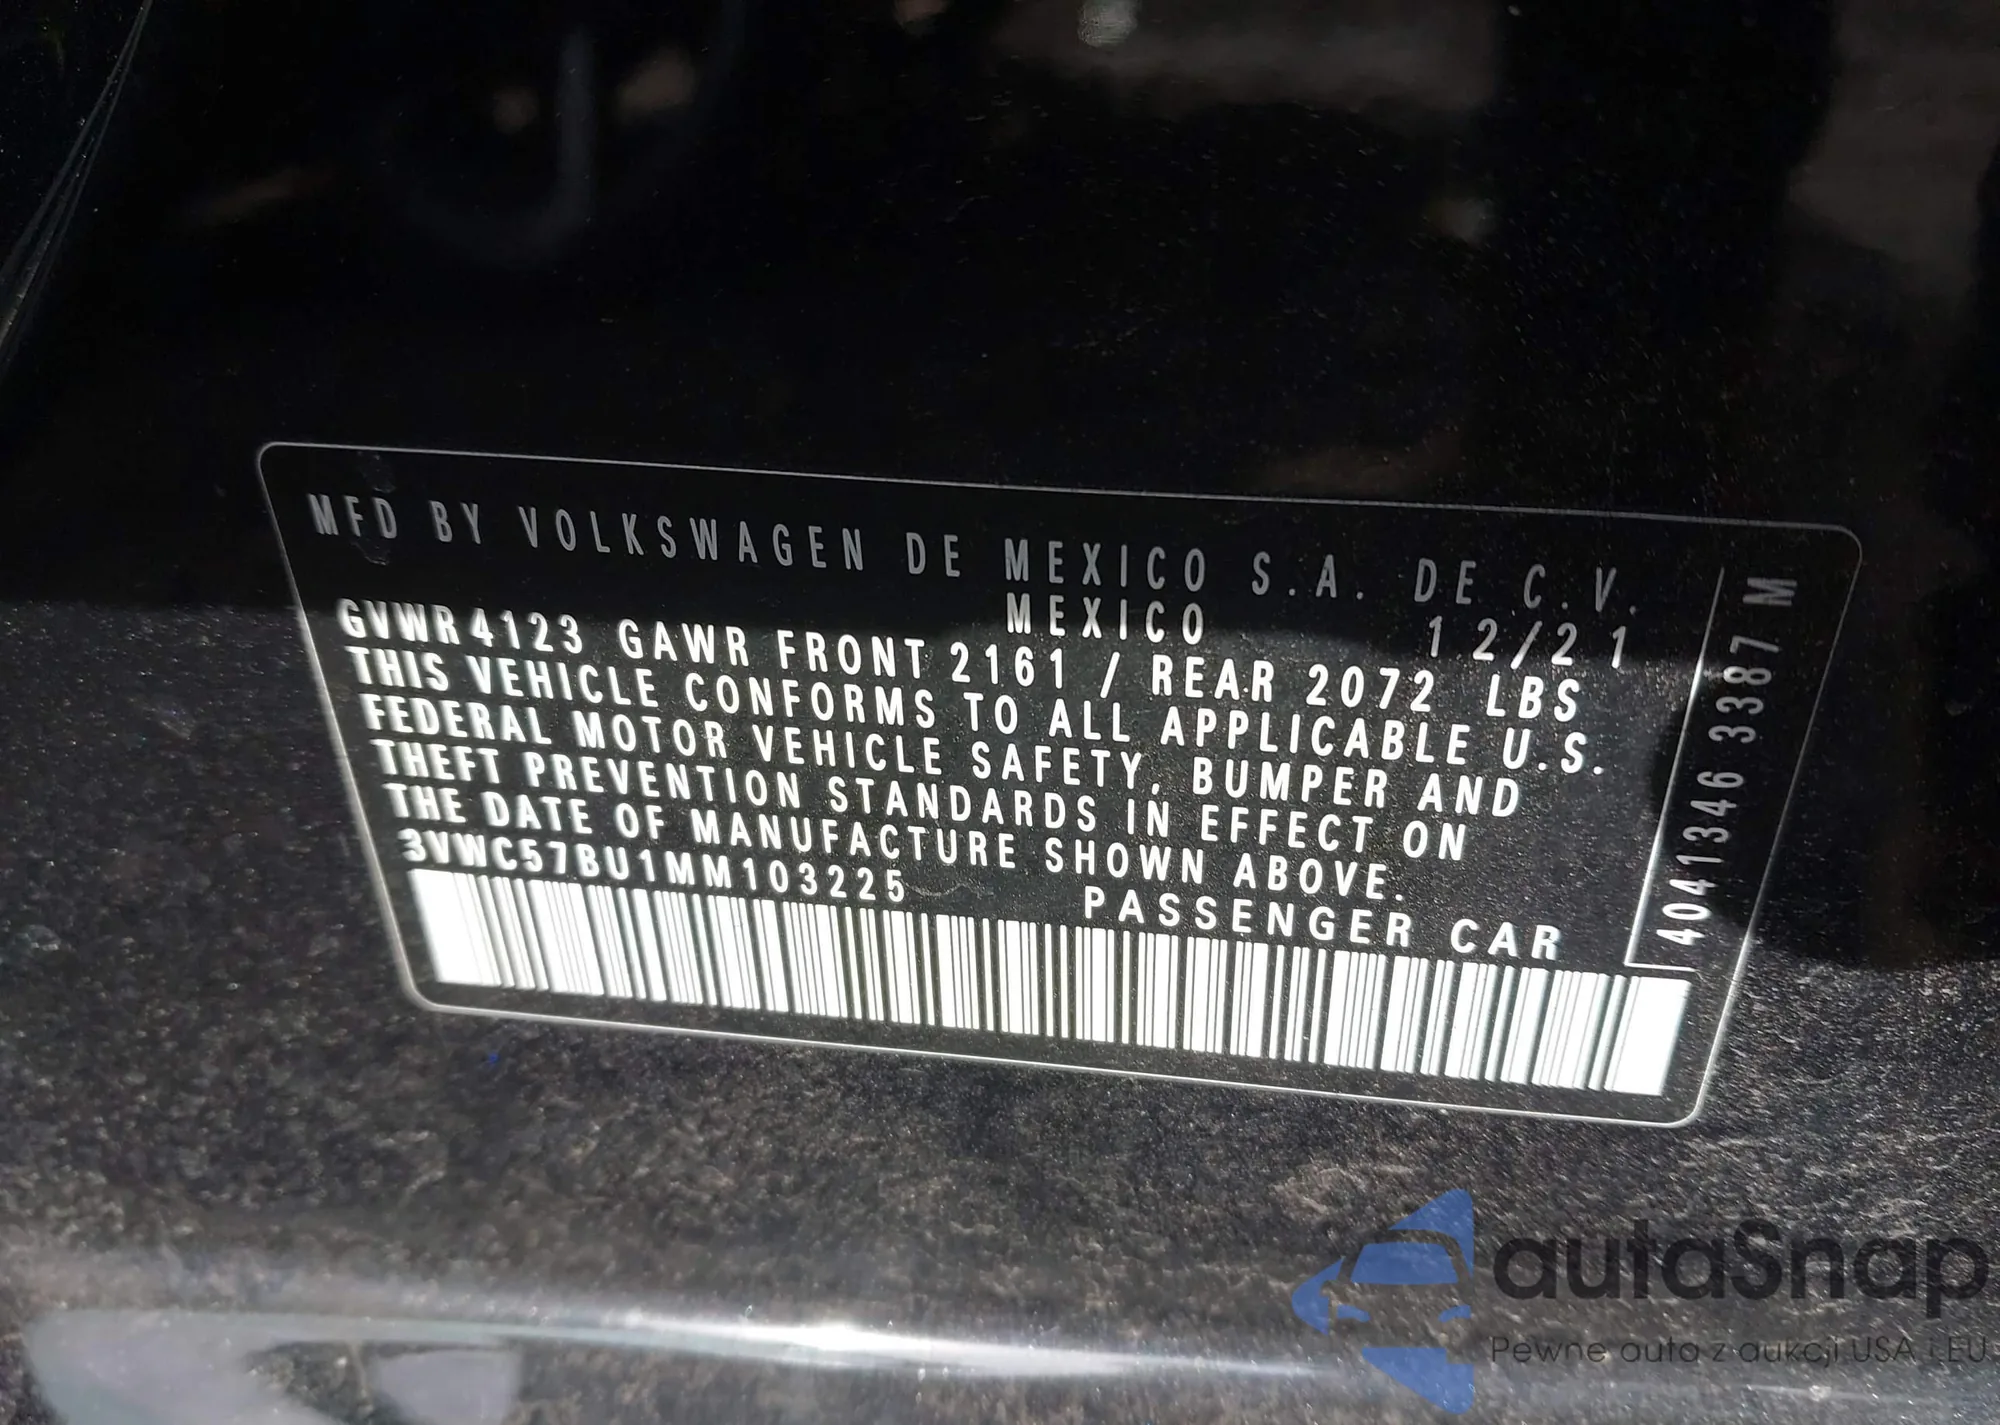 MFD BY VOLKSWAGEN DE MEXICO S.A. DE C.V.
MEXICO 12/21
GVWR 4123 GAWR FRONT 2161 / REAR 2072 LBS
THIS VEHICLE CONFORMS TO ALL APPLICABLE U.S.
FEDERAL MOTOR VEHICLE SAFETY, BUMPER AND
THEFT PREVENTION STANDARDS IN EFFECT ON
THE DATE OF MANUFACTURE SHOWN ABOVE.
3VWC57BU1MM103225 PASSENGER CAR
4041346 3387 M
autaSnap
Pewne auta z aukcji USA i EU